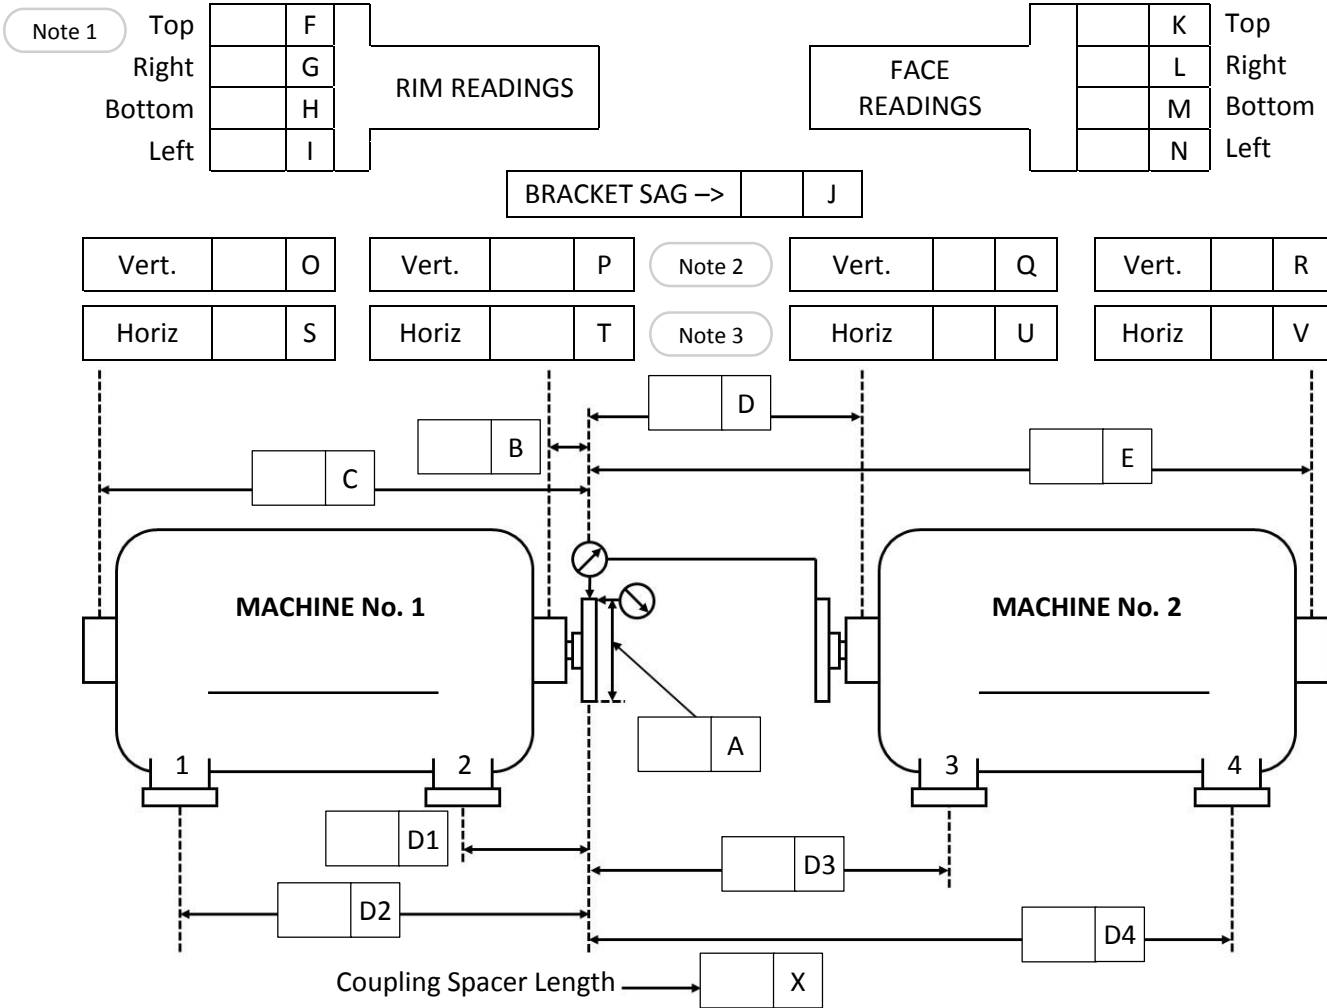 Note 1
Top F
Right G
Bottom H
Left I
RIM READINGS
FACE
READINGS
K Top
L Right
M Bottom
N Left
BRACKET SAG –> J
Vert. O
Vert. P
Note 2
Vert. Q
Vert. R
Horiz S
Horiz T
Note 3
Horiz U
Horiz V
D
B
E
C
MACHINE No. 1
MACHINE No. 2
A
1
2
3
4
D1
D3
D2
D4
Coupling Spacer Length X